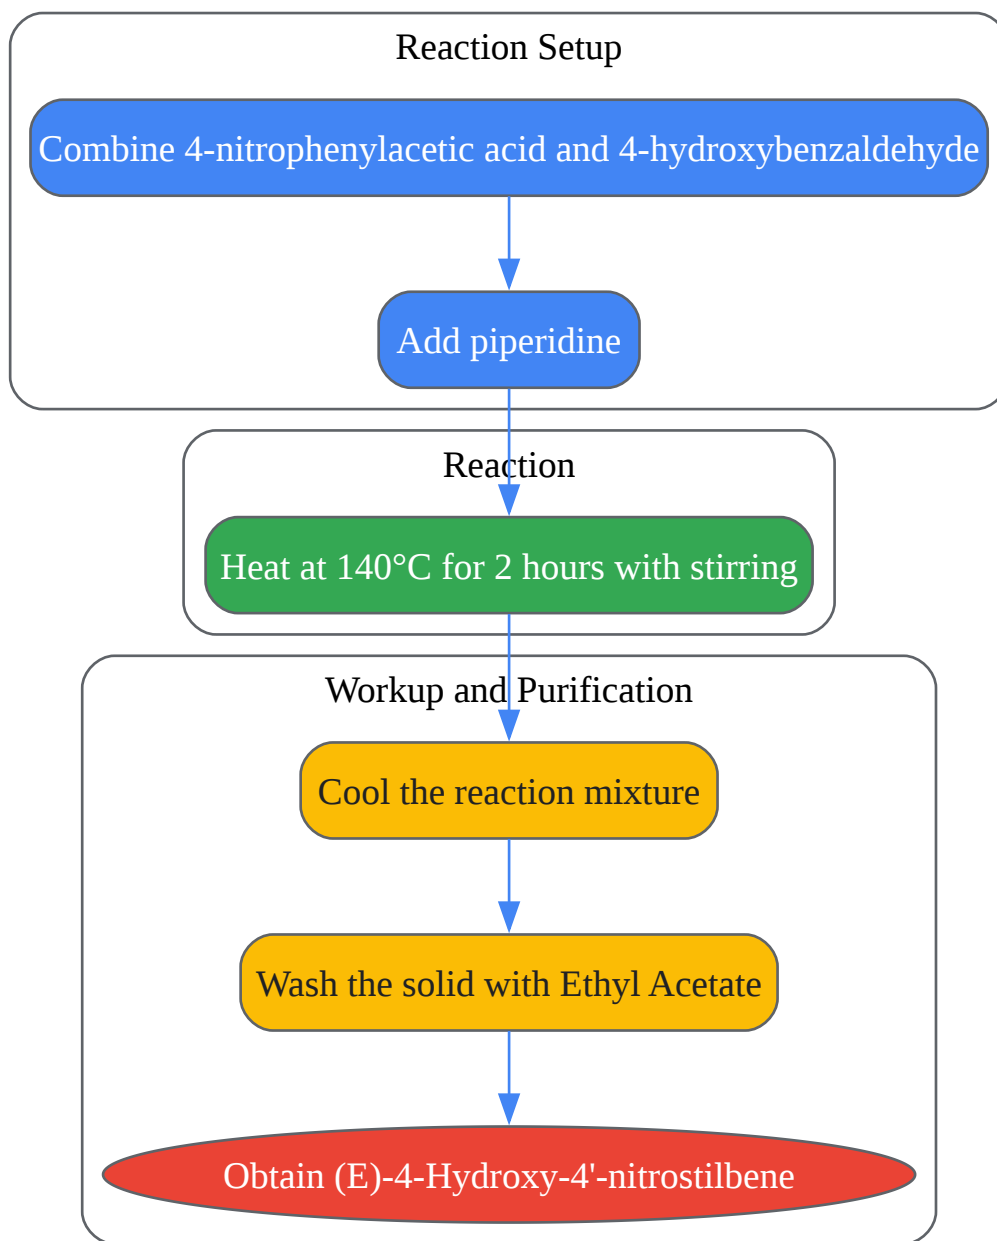 Reaction Setup
Combine 4-nitrophenylacetic acid and 4-hydroxybenzaldehyde
Add piperidine
Reaction
Heat at 140°C for 2 hours with stirring
Workup and Purification
Cool the reaction mixture
Wash the solid with Ethyl Acetate
Obtain (E)-4-Hydroxy-4'-nitrostilbene